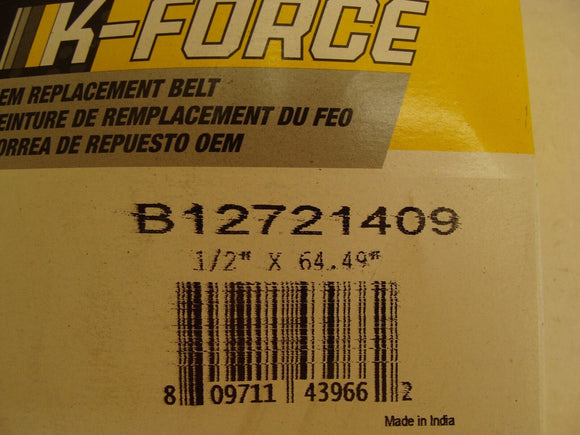 K-FORCE
EM REPLACEMENT BELT
EINTURE DE REMPLACEMENT DU FEO
ORREA DE REPUESTO OEM
B12721409
1/2" X 64.49"
8 09711 43966 2
Made in India